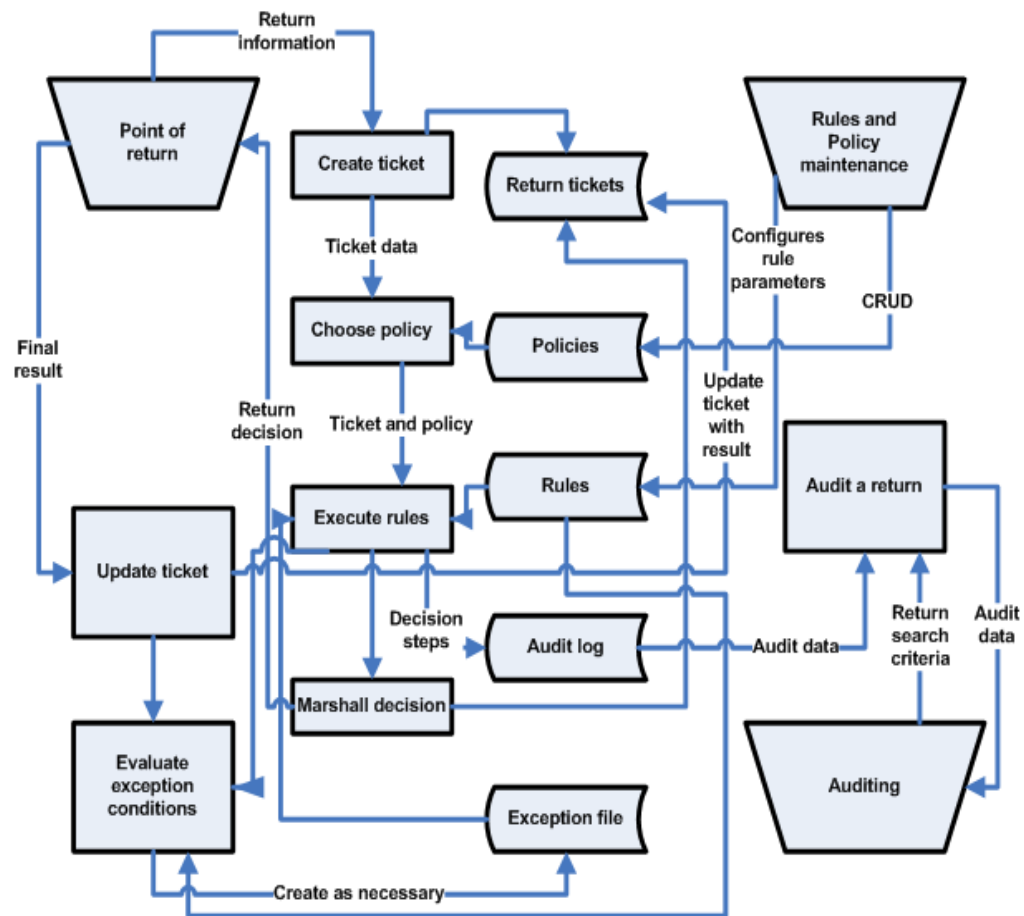 Return
information
Point of
return
Create ticket
Return tickets
Rules and
Policy
maintenance
Ticket data
Configures
rule
parameters
CRUD
Choose policy
Policies
Final
result
Return
decision
Ticket and policy
Update
ticket
with
result
Rules
Audit a return
Execute rules
Update ticket
Decision
steps
Audit log
Audit data
Return
search
criteria
Audit
data
Marshall decision
Evaluate
exception
conditions
Exception file
Auditing
Create as necessary